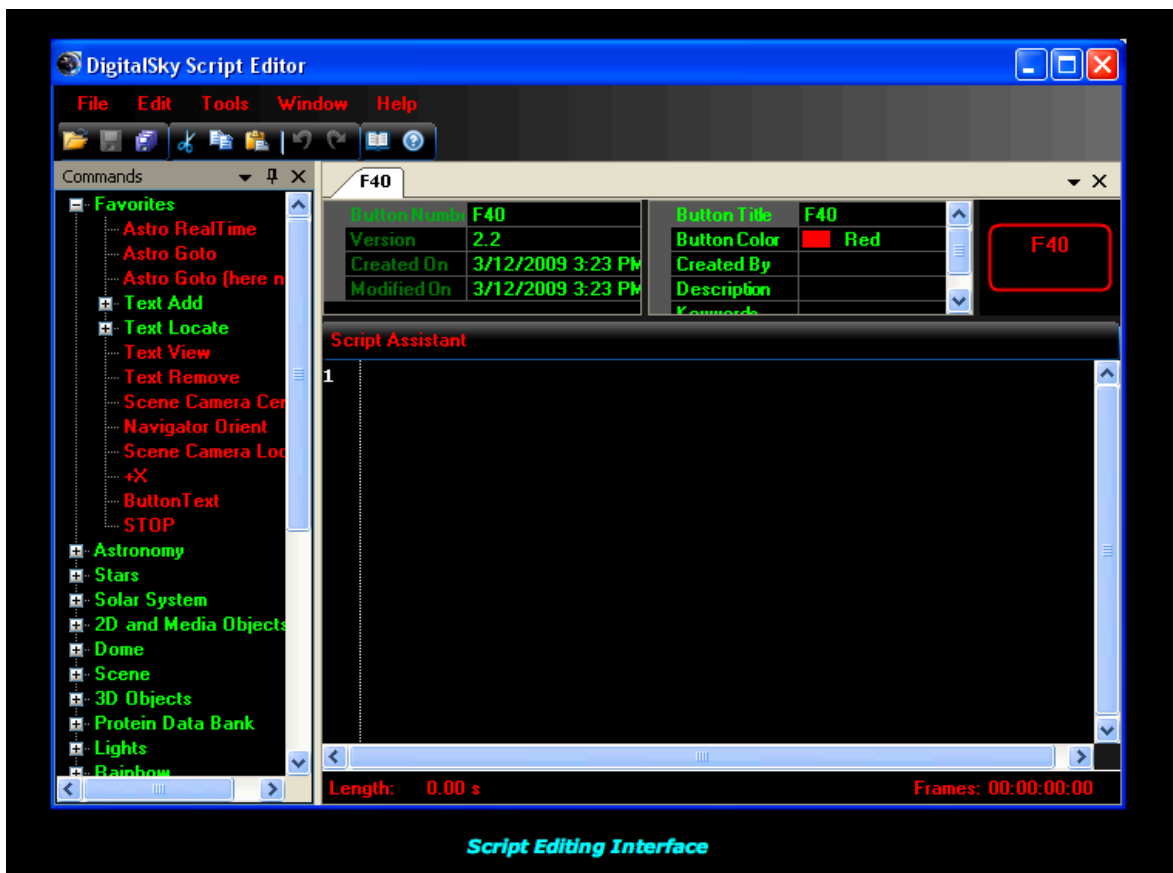 DigitalSky Script Editor
File Edit Tools Window Help
Commands
Favorites
Astro RealTime
Astro Goto
Astro Goto (here n
Text Add
Text Locate
Text View
Text Remove
Scene Camera Cen
Navigator Orient
Scene Camera Loc
+X
ButtonText
STOP
Astronomy
Stars
Solar System
2D and Media Objects
Dome
Scene
3D Objects
Protein Data Bank
Lights
Rainbow
F40
Button Numbe F40
Version 2.2
Created On 3/12/2009 3:23 PM
Modified On 3/12/2009 3:23 PM
Button Title F40
Button Color Red
Created By
Description
Keywords
F40
Script Assistant
1
Length: 0.00 s Frames: 00:00:00:00
Script Editing Interface